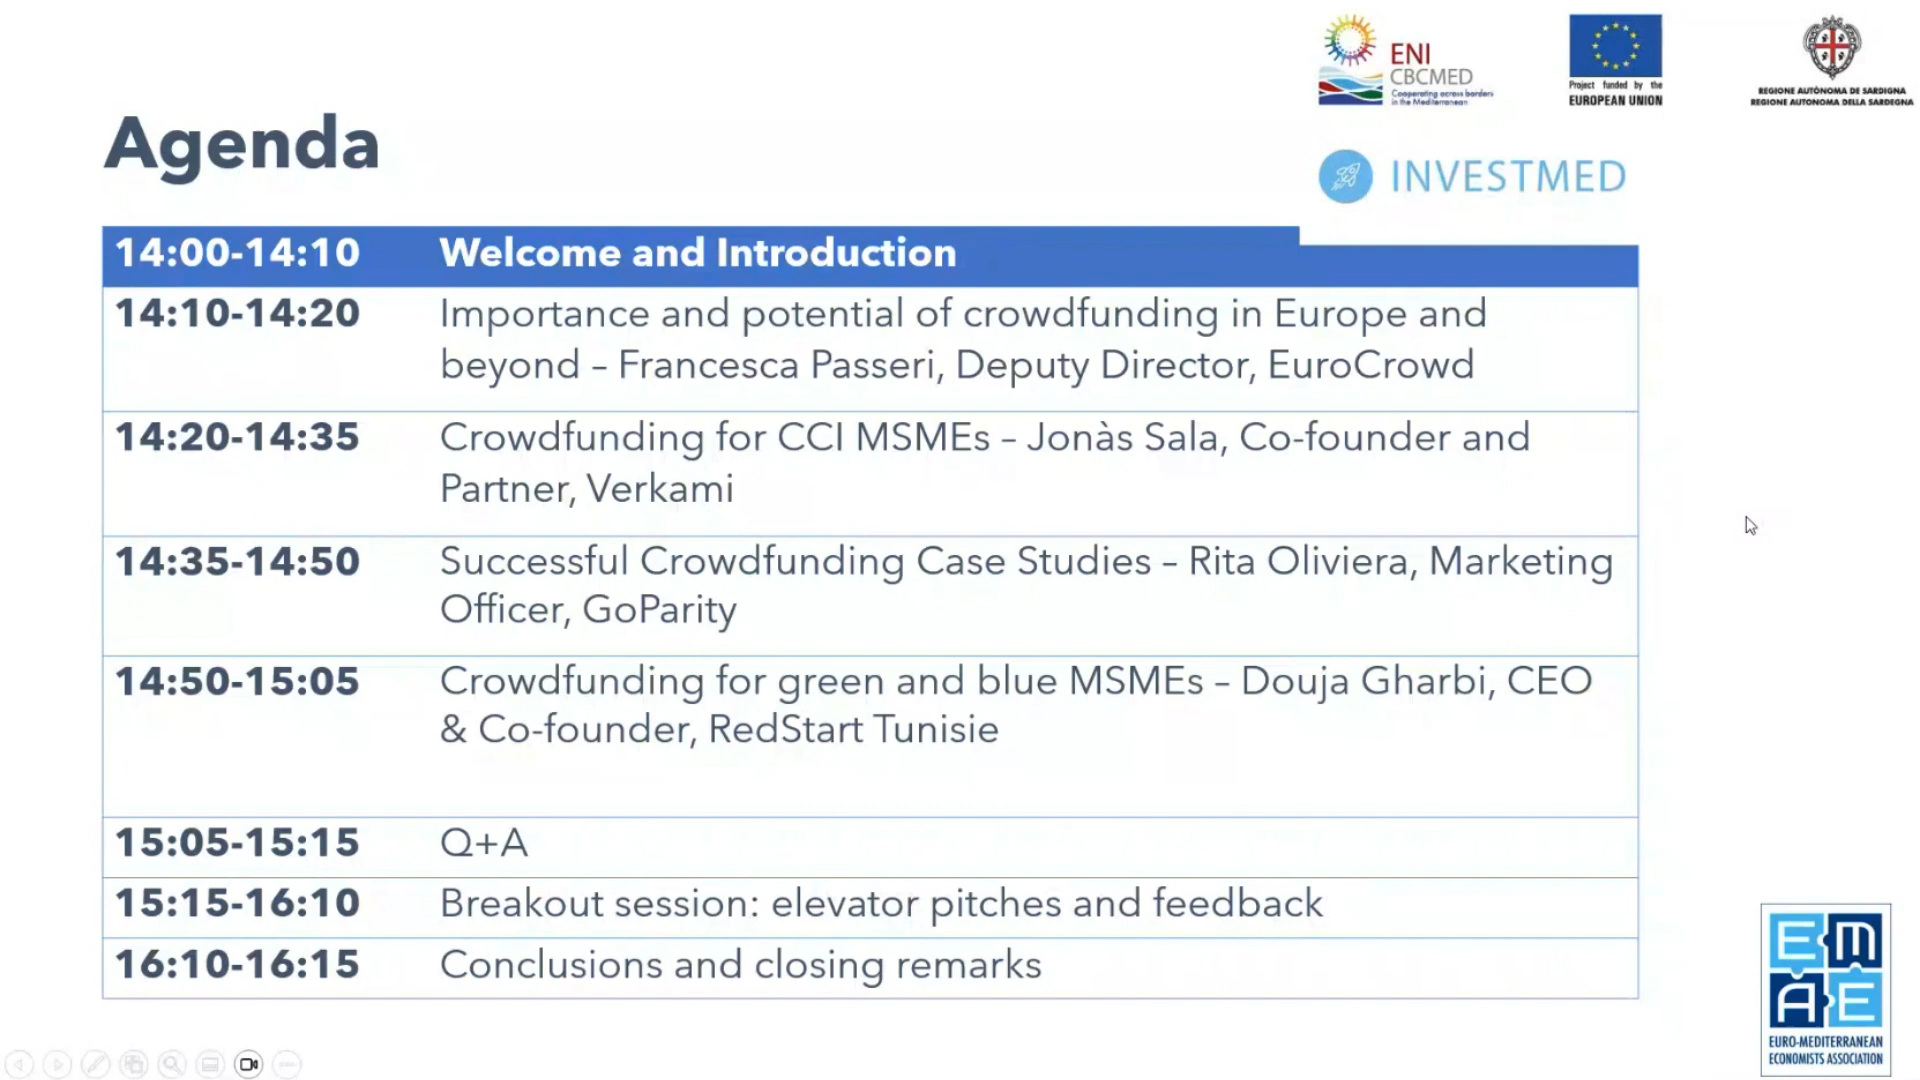 ENI
CBCMED
Cooperating across borders
in the Mediterranean
Project funded by the
EUROPEAN UNION
REGIONE AUTÒNOMA DE SARDIGNA
REGIONE AUTONOMA DELLA SARDEGNA
Agenda
INVESTMED
14:00-14:10 Welcome and Introduction
14:10-14:20 Importance and potential of crowdfunding in Europe and
beyond – Francesca Passeri, Deputy Director, EuroCrowd
14:20-14:35 Crowdfunding for CCI MSMEs – Jonàs Sala, Co-founder and
Partner, Verkami
14:35-14:50 Successful Crowdfunding Case Studies – Rita Oliviera, Marketing
Officer, GoParity
14:50-15:05 Crowdfunding for green and blue MSMEs – Douja Gharbi, CEO
& Co-founder, RedStart Tunisie
15:05-15:15 Q+A
15:15-16:10 Breakout session: elevator pitches and feedback
16:10-16:15 Conclusions and closing remarks
EMAE
EURO-MEDITERRANEAN
ECONOMISTS ASSOCIATION